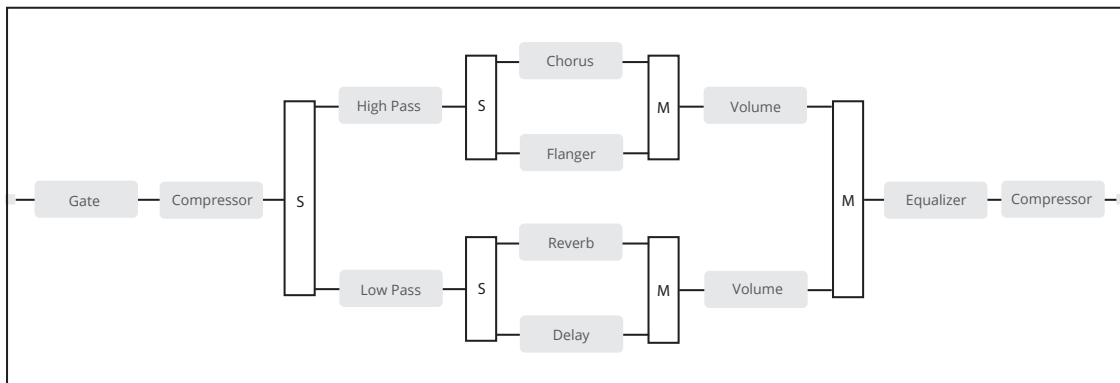 Gate
Compressor
S
High Pass
S
Chorus
Flanger
M
Volume
Low Pass
S
Reverb
Delay
M
Volume
M
Equalizer
Compressor